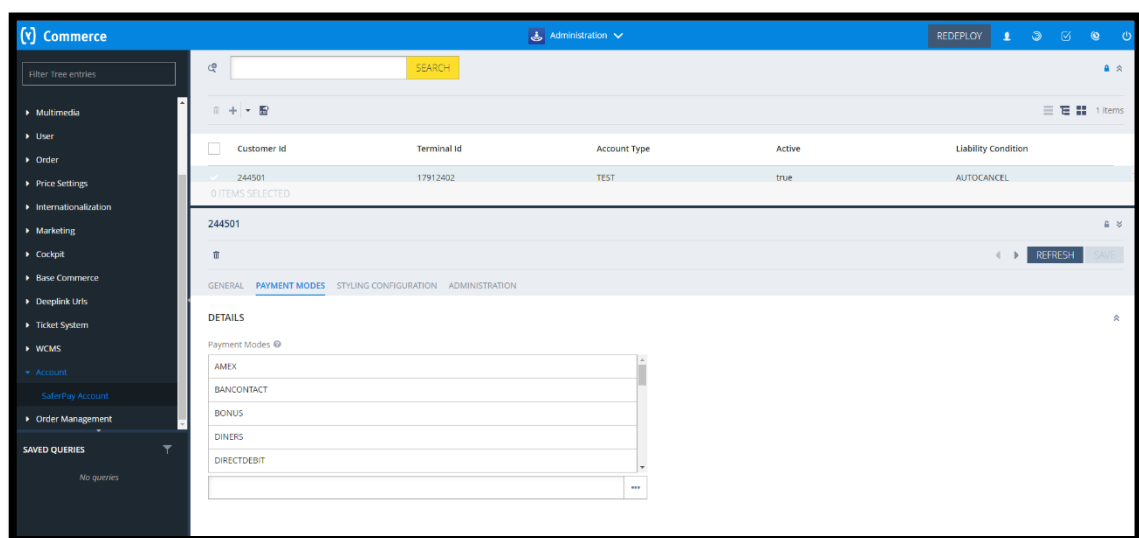 (Y) Commerce
Administration
REDEPLOY
Filter Tree entries
SEARCH
Multimedia
User
Order
Price Settings
Internationalization
Marketing
Cockpit
Base Commerce
Deeplink Urls
Ticket System
WCMS
Account
SaferPay Account
Order Management
SAVED QUERIES
No queries
1 items
Customer Id Terminal Id Account Type Active Liability Condition
244501 17912402 TEST true AUTOCANCEL
0 ITEMS SELECTED
244501
REFRESH SAVE
GENERAL PAYMENT MODES STYLING CONFIGURATION ADMINISTRATION
DETAILS
Payment Modes
AMEX
BANCONTACT
BONUS
DINERS
DIRECTDEBIT